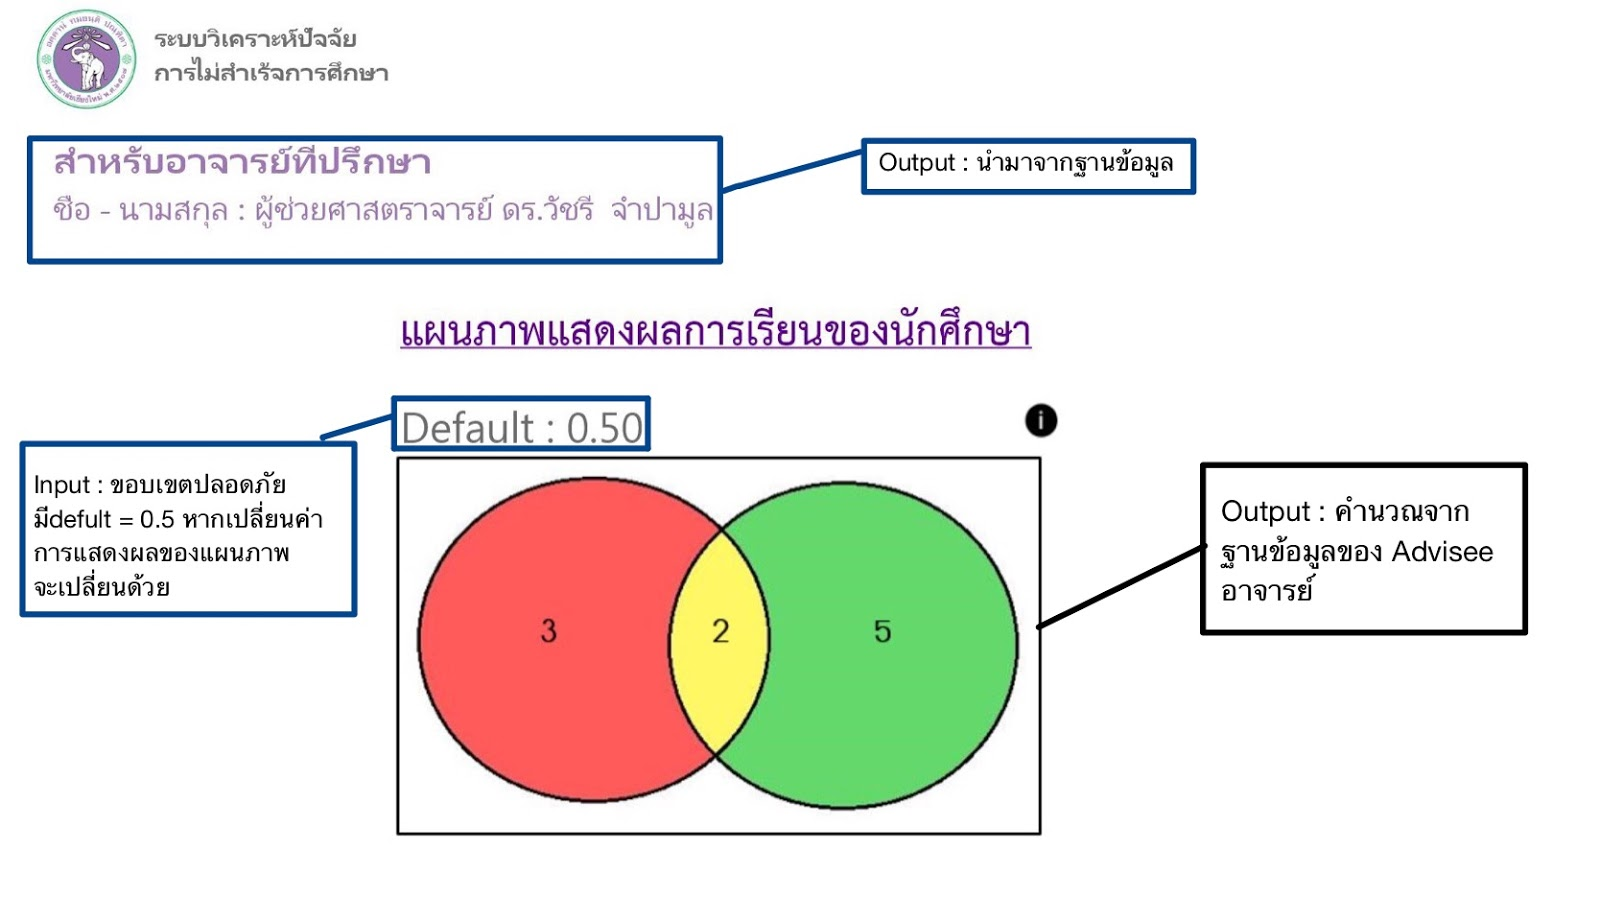 ระบบวิเคราะห์ปัจจัย
การไม่สำเร้จการศึกษา
สำหรับอาจารย์ที่ปรึกษา
ชื่อ - นามสกุล : ผู้ช่วยศาสตราจารย์ ดร.วัชรี จำปามูล
Output : นำมาจากฐานข้อมูล
แผนภาพแสดงผลการเรียนของนักศึกษา
Default : 0.50
i
Input : ขอบเขตปลอดภัย
มีdefult = 0.5 หากเปลี่ยนค่า
การแสดงผลของแผนภาพ
จะเปลี่ยนด้วย
3
2
5
Output : คำนวณจาก
ฐานข้อมูลของ Advisee
อาจารย์